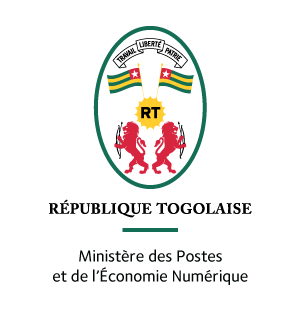 TRAVAIL LIBERTÉ PATRIE
RT
RÉPUBLIQUE TOGOLAISE
Ministère des Postes
et de l'Économie Numérique